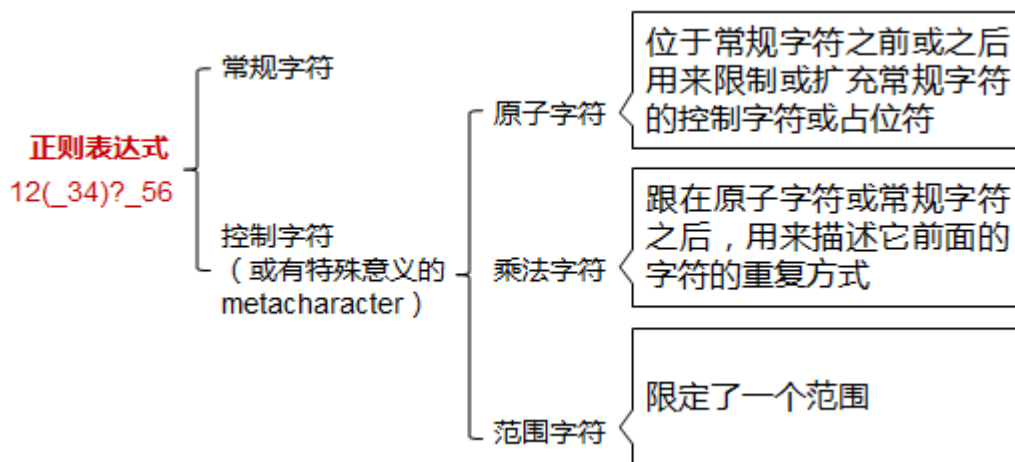 正则表达式
12(_34)?_56
常规字符
控制字符
（或有特殊意义的
metacharacter）
原子字符
位于常规字符之前或之后
用来限制或扩充常规字符
的控制字符或占位符
乘法字符
跟在原子字符或常规字符
之后，用来描述它前面的
字符的重复方式
范围字符
限定了一个范围